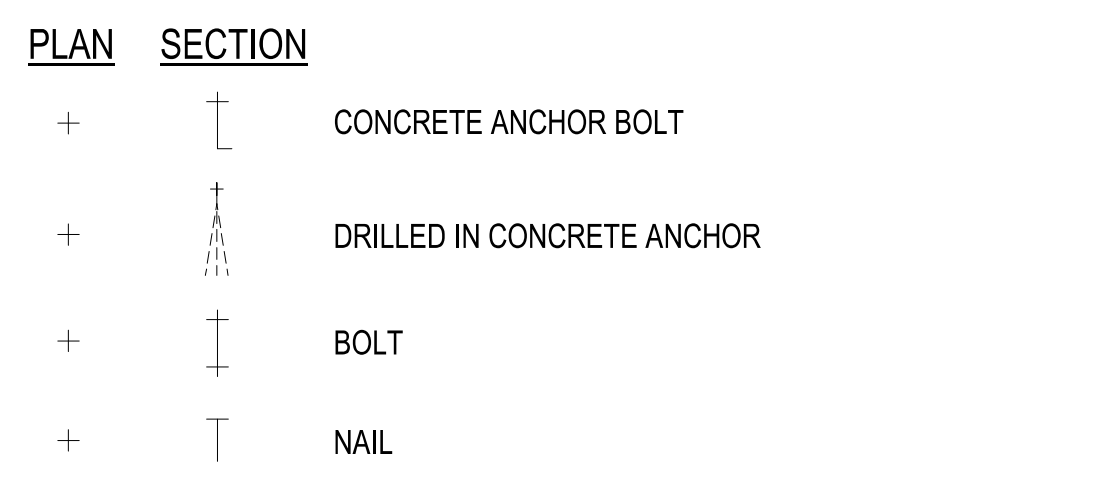 PLAN SECTION
CONCRETE ANCHOR BOLT
DRILLED IN CONCRETE ANCHOR
BOLT
NAIL